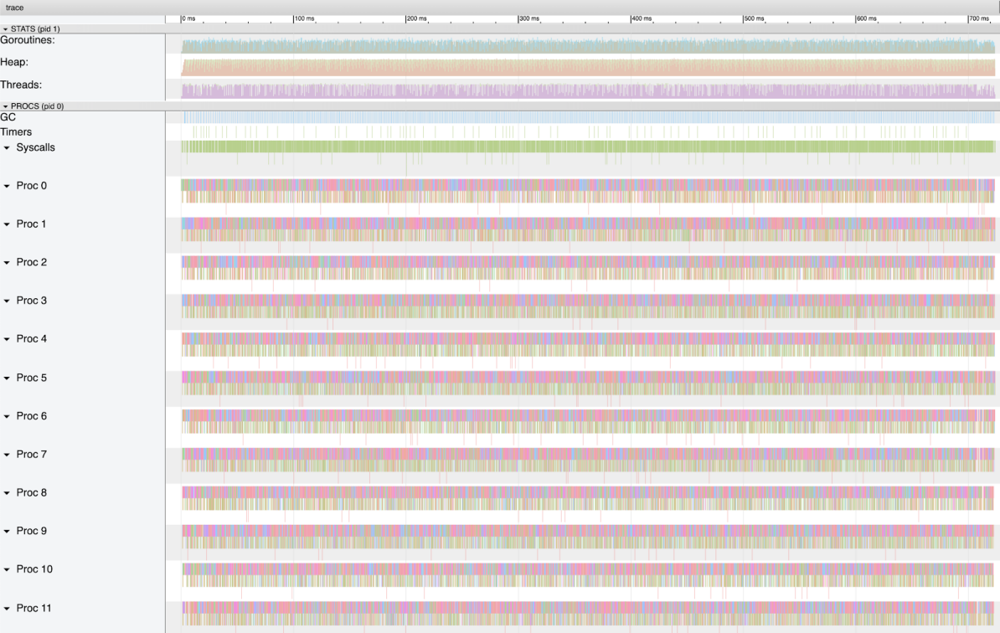 trace
0 ms 100 ms 200 ms 300 ms 400 ms 500 ms 600 ms 700 ms
STATS (pid 1)
Goroutines:
Heap:
Threads:
PROCS (pid 0)
GC
Timers
Syscalls
Proc 0
Proc 1
Proc 2
Proc 3
Proc 4
Proc 5
Proc 6
Proc 7
Proc 8
Proc 9
Proc 10
Proc 11